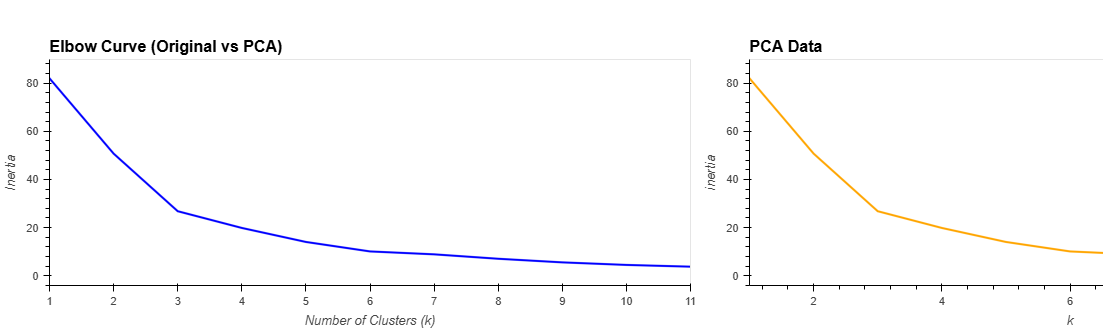 Elbow Curve (Original vs PCA)
80
60
40
20
0
Inertia
1 2 3 4 5 6 7 8 9 10 11
Number of Clusters (k)
PCA Data
80
60
40
20
0
inertia
2 4 6
k